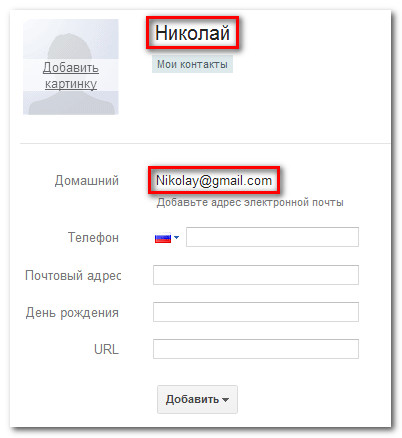 Николай
Добавить
картинку
Мои контакты
Домашний
Nikolay@gmail.com
Добавьте адрес электронной почты
Телефон
Почтовый адрес
День рождения
URL
Добавить